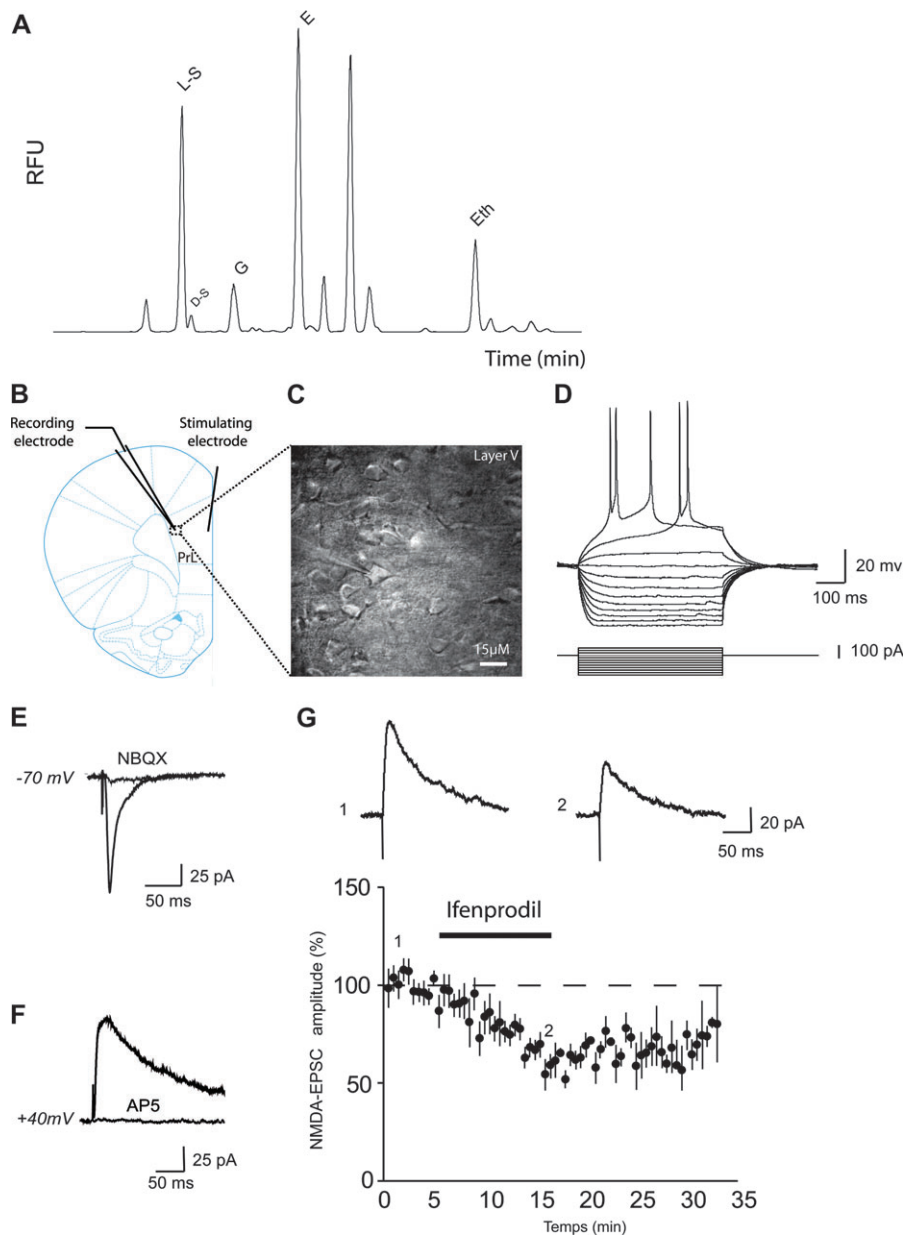 A
RFU
L-S
D-S
G
E
Eth
Time (min)
B
Recording
electrode
Stimulating
electrode
PrL
C
Layer V
15µM
D
20 mv
100 ms
100 pA
E
-70 mV
NBQX
25 pA
50 ms
F
+40mV
AP5
25 pA
50 ms
G
1
2
20 pA
50 ms
NMDA-EPSC amplitude (%)
150
100
50
0
Ifenprodil
1
2
0 5 10 15 20 25 30 35
Temps (min)